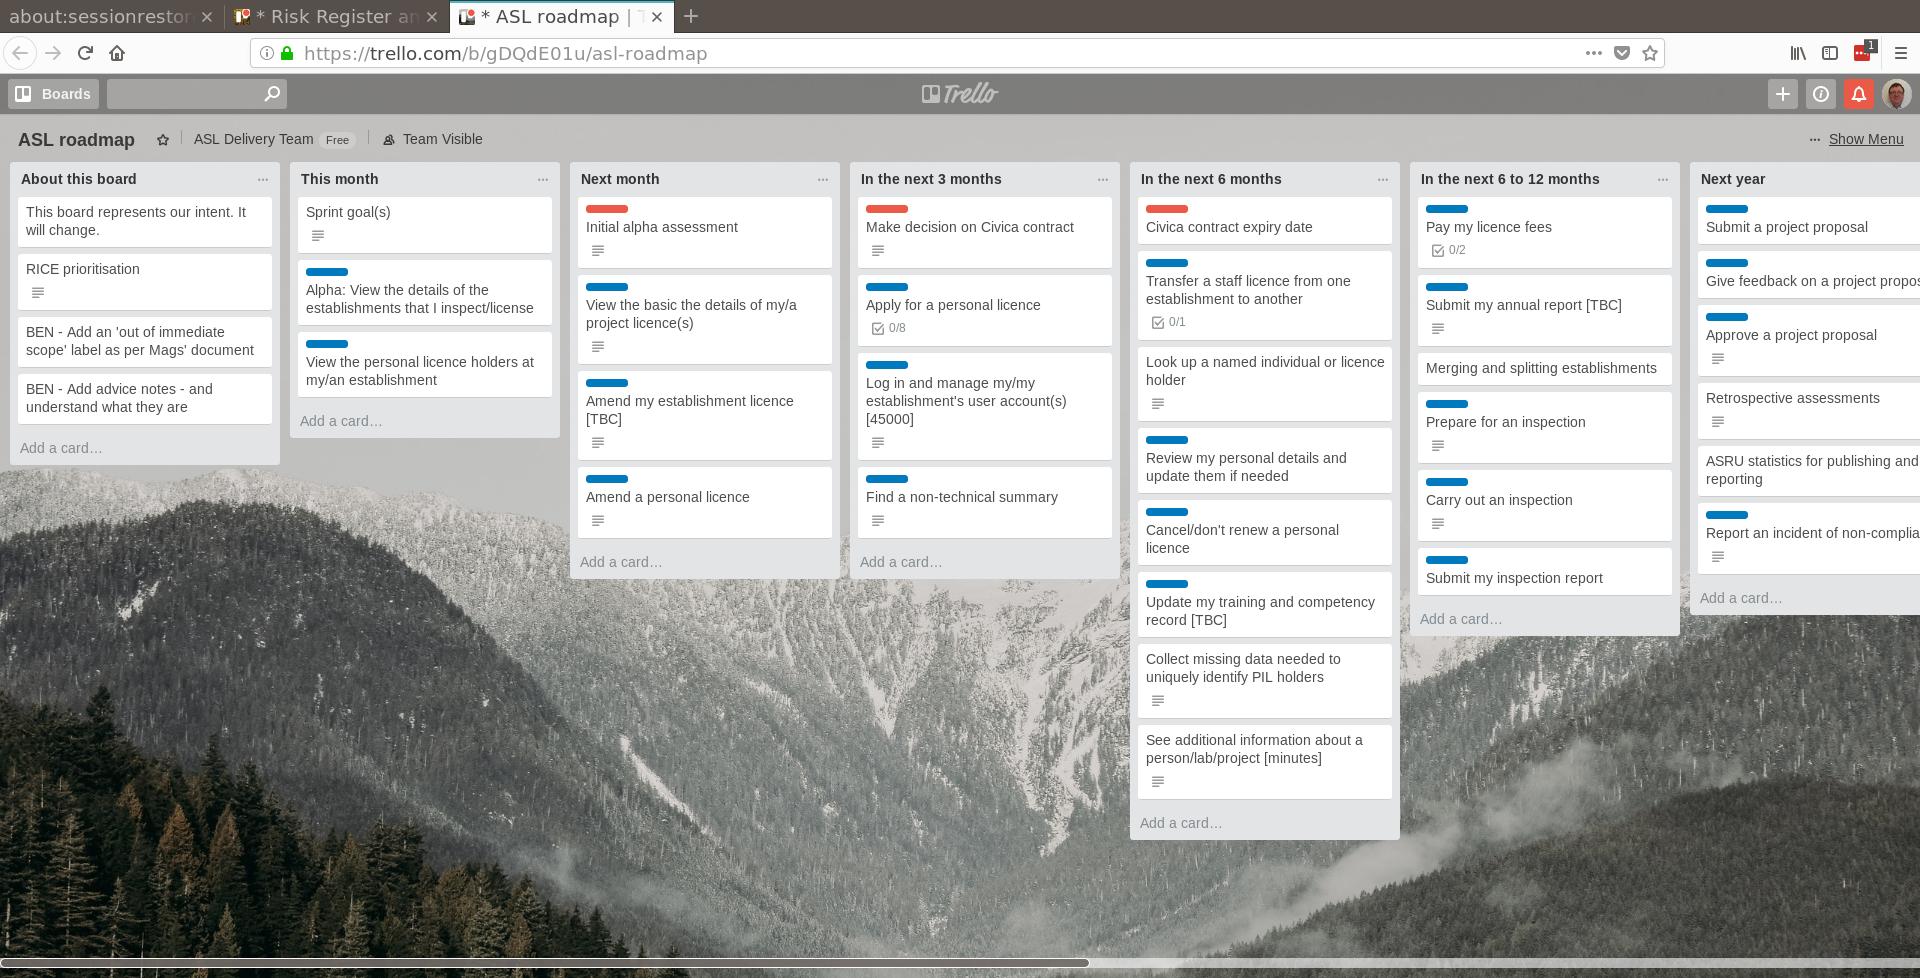 about:sessionrestor
* Risk Register an
* ASL roadmap |
https://trello.com/b/gDQdE01u/asl-roadmap
1
Boards
Trello
ASL roadmap
ASL Delivery Team Free
Team Visible
Show Menu
About this board
This board represents our intent. It
will change.
RICE prioritisation
BEN - Add an 'out of immediate
scope' label as per Mags' document
BEN - Add advice notes - and
understand what they are
Add a card…
This month
Sprint goal(s)
Alpha: View the details of the
establishments that I inspect/license
View the personal licence holders at
my/an establishment
Add a card…
Next month
Initial alpha assessment
View the basic the details of my/a
project licence(s)
Amend my establishment licence
[TBC]
Amend a personal licence
Add a card…
In the next 3 months
Make decision on Civica contract
Apply for a personal licence
0/8
Log in and manage my/my
establishment's user account(s)
[45000]
Find a non-technical summary
Add a card…
In the next 6 months
Civica contract expiry date
Transfer a staff licence from one
establishment to another
0/1
Look up a named individual or licence
holder
Review my personal details and
update them if needed
Cancel/don't renew a personal
licence
Update my training and competency
record [TBC]
Collect missing data needed to
uniquely identify PIL holders
See additional information about a
person/lab/project [minutes]
Add a card…
In the next 6 to 12 months
Pay my licence fees
0/2
Submit my annual report [TBC]
Merging and splitting establishments
Prepare for an inspection
Carry out an inspection
Submit my inspection report
Add a card…
Next year
Submit a project proposal
Give feedback on a project propos
Approve a project proposal
Retrospective assessments
ASRU statistics for publishing and
reporting
Report an incident of non-complia
Add a card…